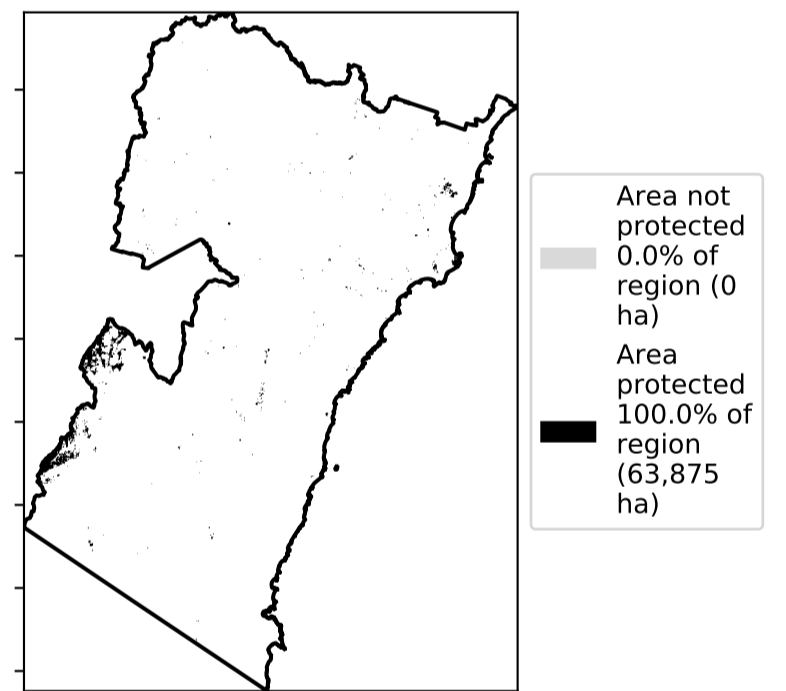 Area not
protected
0.0% of
region (0
ha)
Area
protected
100.0% of
region
(63,875
ha)